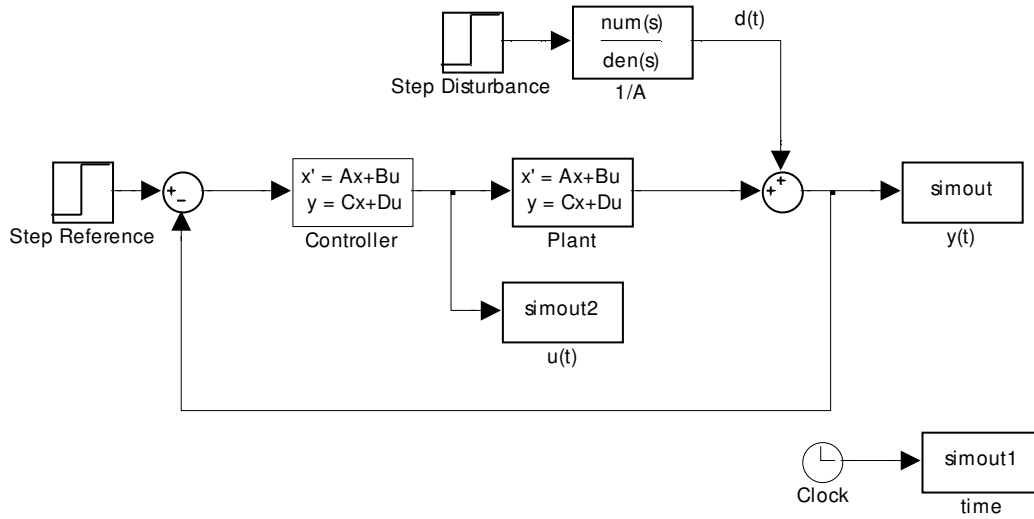 d(t)
num(s)
den(s)
Step Disturbance
1/A
+
−
Step Reference
x' = Ax+Bu
y = Cx+Du
Controller
x' = Ax+Bu
y = Cx+Du
Plant
+
+
simout
y(t)
simout2
u(t)
simout1
Clock
time